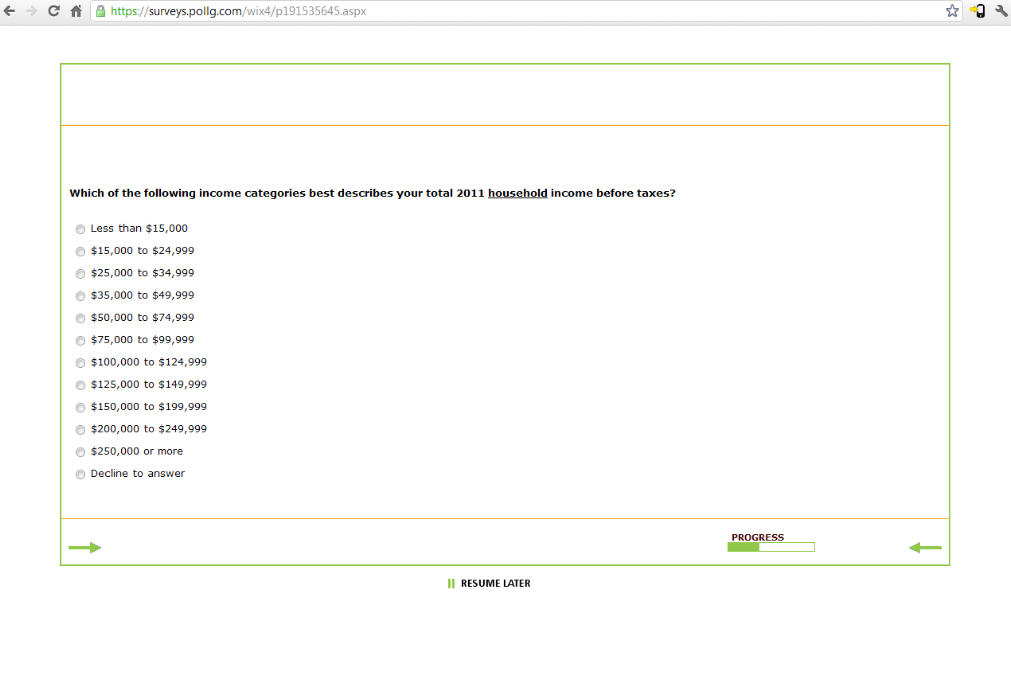 https://surveys.pollg.com/wix4/p191535645.aspx
Which of the following income categories best describes your total 2011 household income before taxes?
Less than $15,000
$15,000 to $24,999
$25,000 to $34,999
$35,000 to $49,999
$50,000 to $74,999
$75,000 to $99,999
$100,000 to $124,999
$125,000 to $149,999
$150,000 to $199,999
$200,000 to $249,999
$250,000 or more
Decline to answer
PROGRESS
RESUME LATER